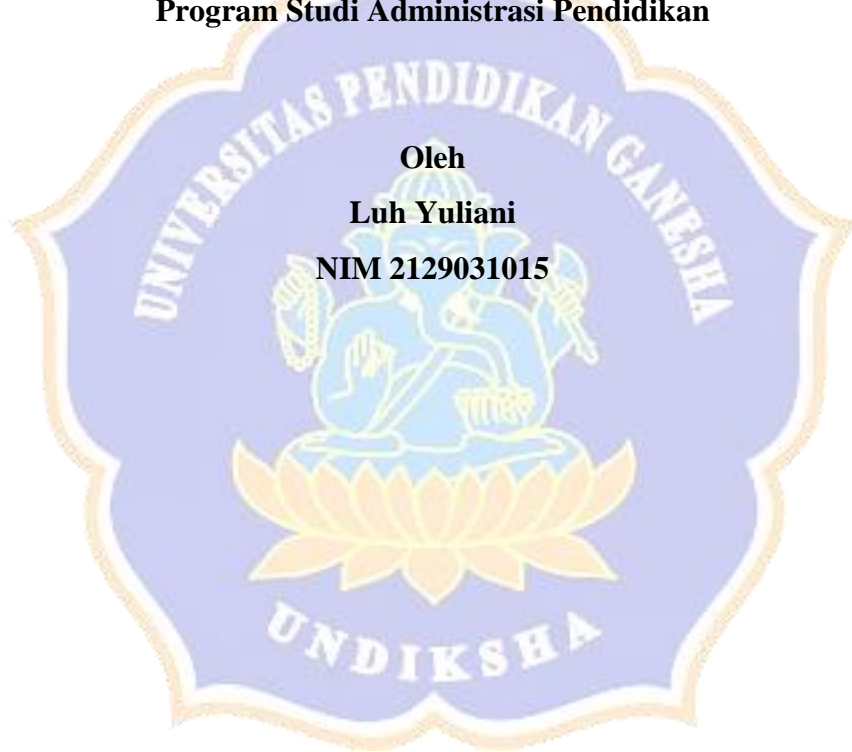 Program Studi Administrasi Pendidikan
UNIVERSITAS PENDIDIKAN GANESHA
Oleh
Luh Yuliani
NIM 2129031015
UNDIKSHA